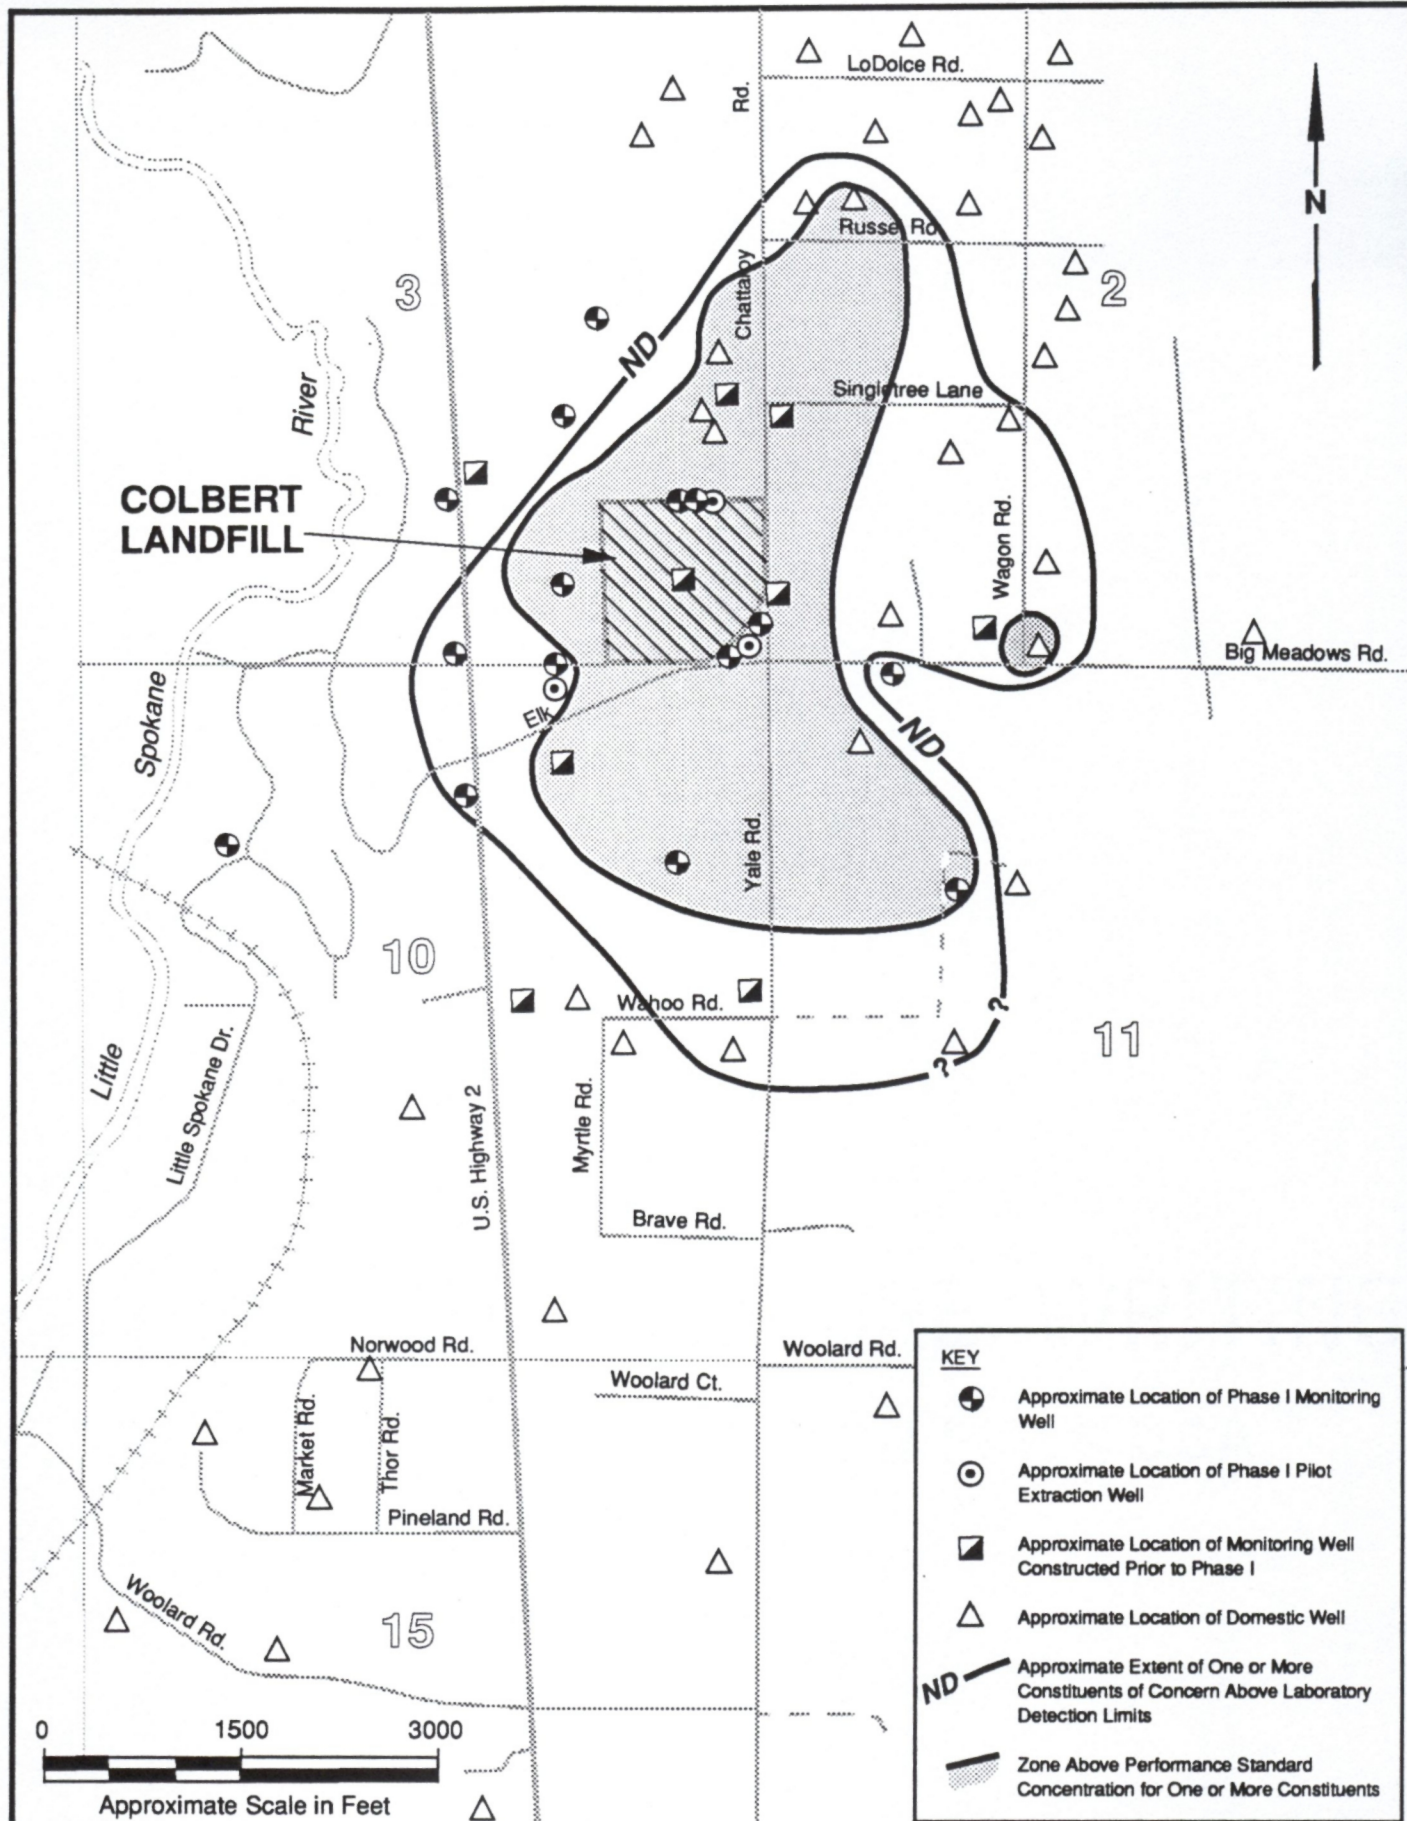 LoDolce Rd.
Rd.
N
Russel Rd
3
2
Chattaroy
ND
River
Singletree Lane
COLBERT
LANDFILL
Wagon Rd.
Big Meadows Rd.
Spokane
Elk
ND
Yale Rd.
10
Wahoo Rd.
?
11
?
Little
Little Spokane Dr.
U.S. Highway 2
Myrtle Rd.
Brave Rd.
Norwood Rd.
Woolard Rd.
Woolard Ct.
Market Rd.
Thor Rd.
Pineland Rd.
Woolard Rd.
15
0 1500 3000
Approximate Scale in Feet
KEY
Approximate Location of Phase I Monitoring
Well
Approximate Location of Phase I Pilot
Extraction Well
Approximate Location of Monitoring Well
Constructed Prior to Phase I
Approximate Location of Domestic Well
ND
Approximate Extent of One or More
Constituents of Concern Above Laboratory
Detection Limits
Zone Above Performance Standard
Concentration for One or More Constituents